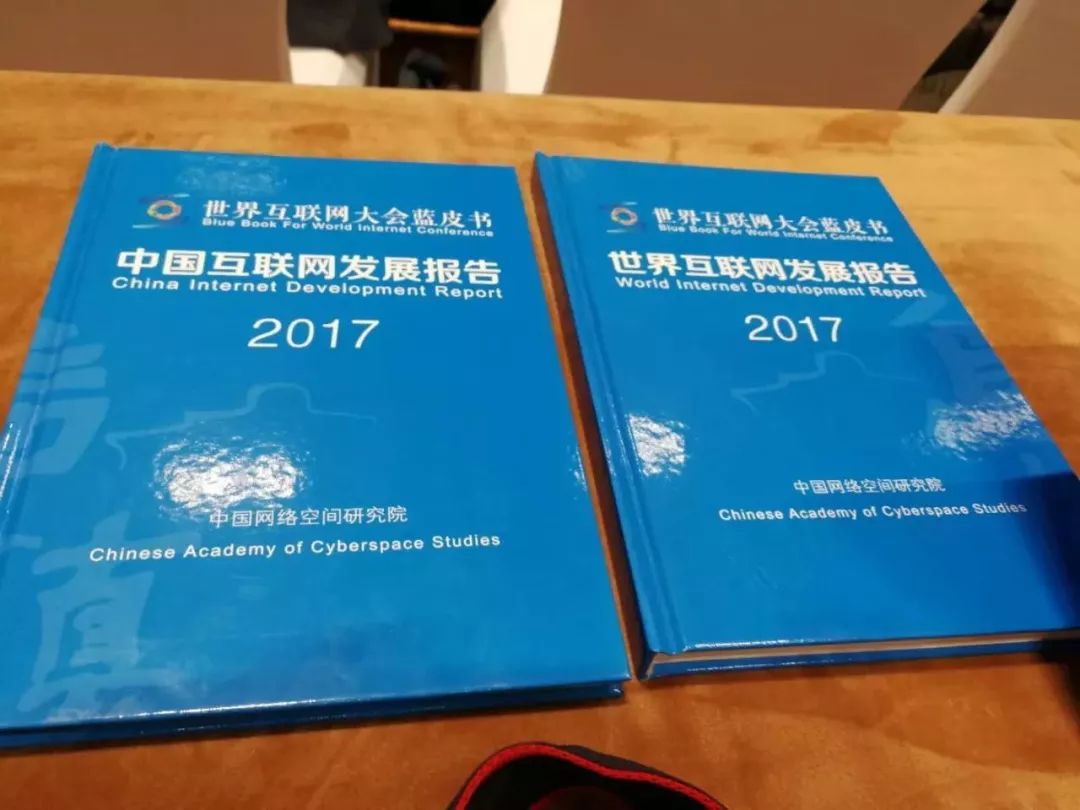 世界互联网大会蓝皮书
Blue Book For World Internet Conference
中国互联网发展报告
China Internet Development Report
2017
中国网络空间研究院
Chinese Academy of Cyberspace Studies
世界互联网大会蓝皮书
Blue Book For World Internet Conference
世界互联网发展报告
World Internet Development Report
2017
中国网络空间研究院
Chinese Academy of Cyberspace Studies